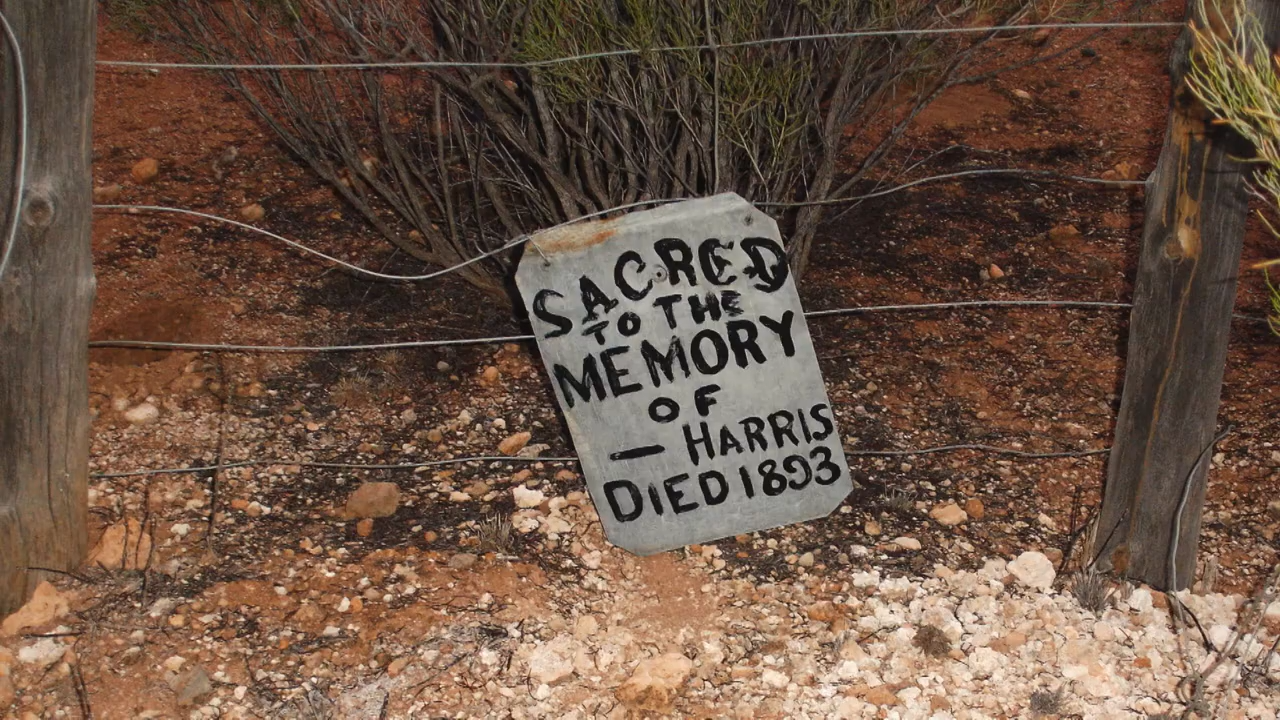 SACRED
TO THE
MEMORY
OF
— HARRIS
DIED 1893